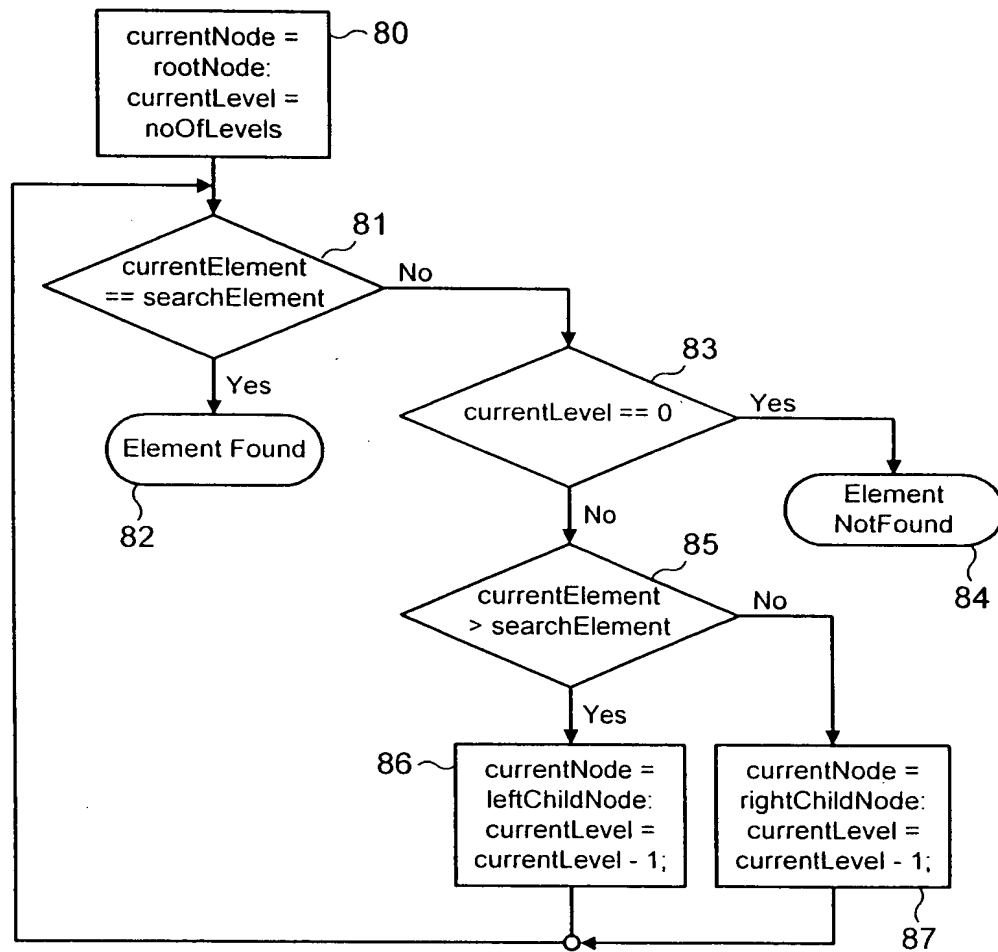 currentNode =
rootNode:
currentLevel =
noOfLevels
80
currentElement
== searchElement
81
No
Yes
Element Found
82
currentLevel == 0
83
Yes
No
Element
NotFound
84
currentElement
> searchElement
85
No
Yes
86
currentNode =
leftChildNode:
currentLevel =
currentLevel - 1;
currentNode =
rightChildNode:
currentLevel =
currentLevel - 1;
87